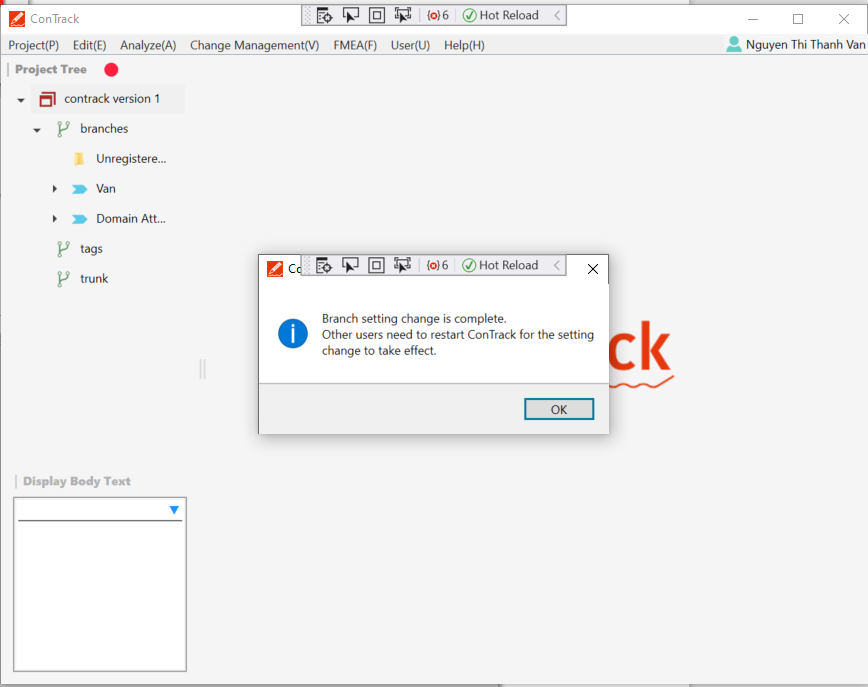 ConTrack
6 Hot Reload
Project(P) Edit(E) Analyze(A) Change Management(V) FMEA(F) User(U) Help(H) Nguyen Thi Thanh Van
Project Tree
contrack version 1
branches
Unregistere...
Van
Domain Att...
tags
trunk
Co
6 Hot Reload
Branch setting change is complete.
Other users need to restart ConTrack for the setting
change to take effect.
OK
ck
Display Body Text